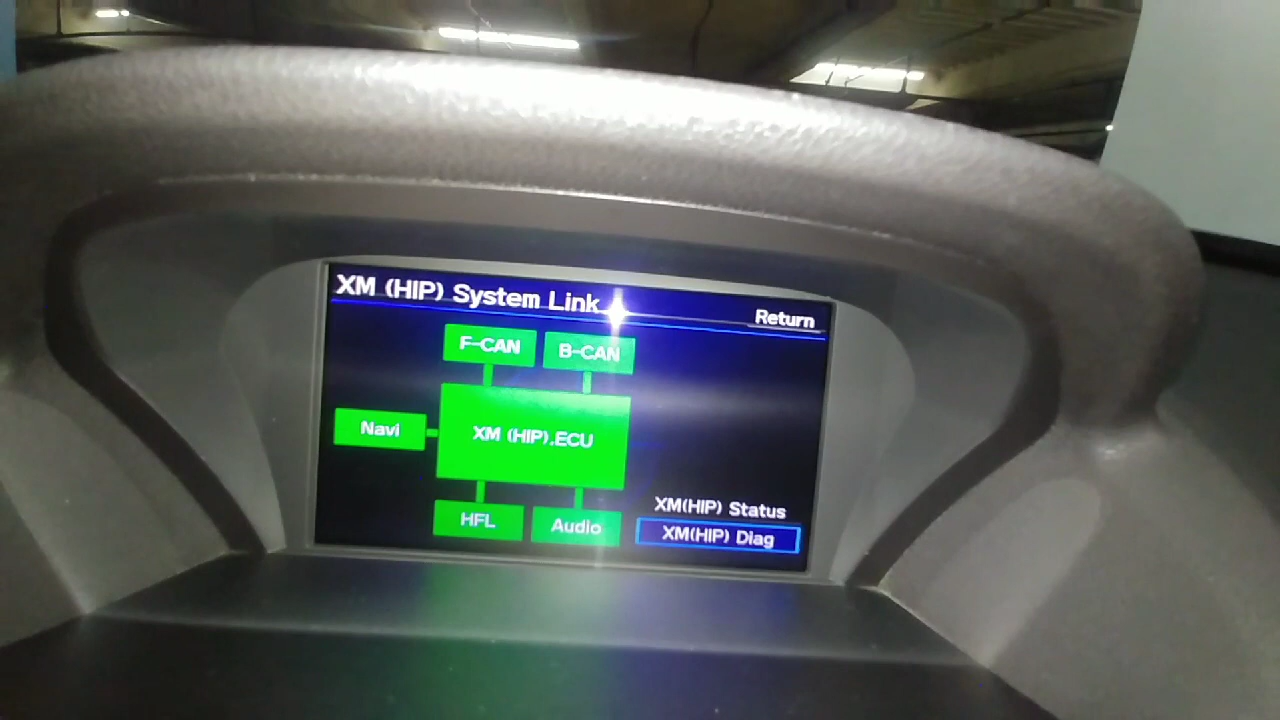 XM (HIP) System Link
Return
F-CAN
B-CAN
Navi
XM (HIP).ECU
HFL
Audio
XM(HIP) Status
XM(HIP) Diag